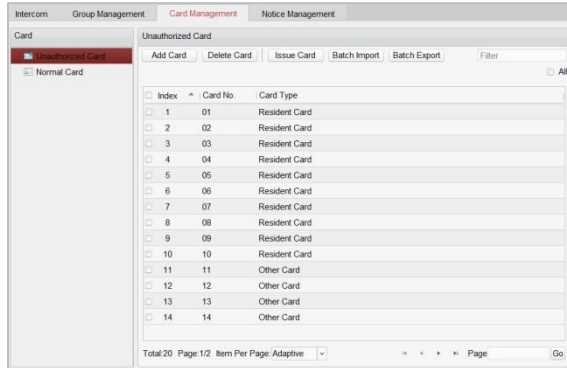 Intercom Group Management Card Management Notice Management
Card
Unauthorized Card
Normal Card
Unauthorized Card
Add Card Delete Card Issue Card Batch Import Batch Export Filter
All
Index Card No. Card Type
1 01 Resident Card
2 02 Resident Card
3 03 Resident Card
4 04 Resident Card
5 05 Resident Card
6 06 Resident Card
7 07 Resident Card
8 08 Resident Card
9 09 Resident Card
10 10 Resident Card
11 11 Other Card
12 12 Other Card
13 13 Other Card
14 14 Other Card
Total:20 Page:1/2 Item Per Page: Adaptive Page Go